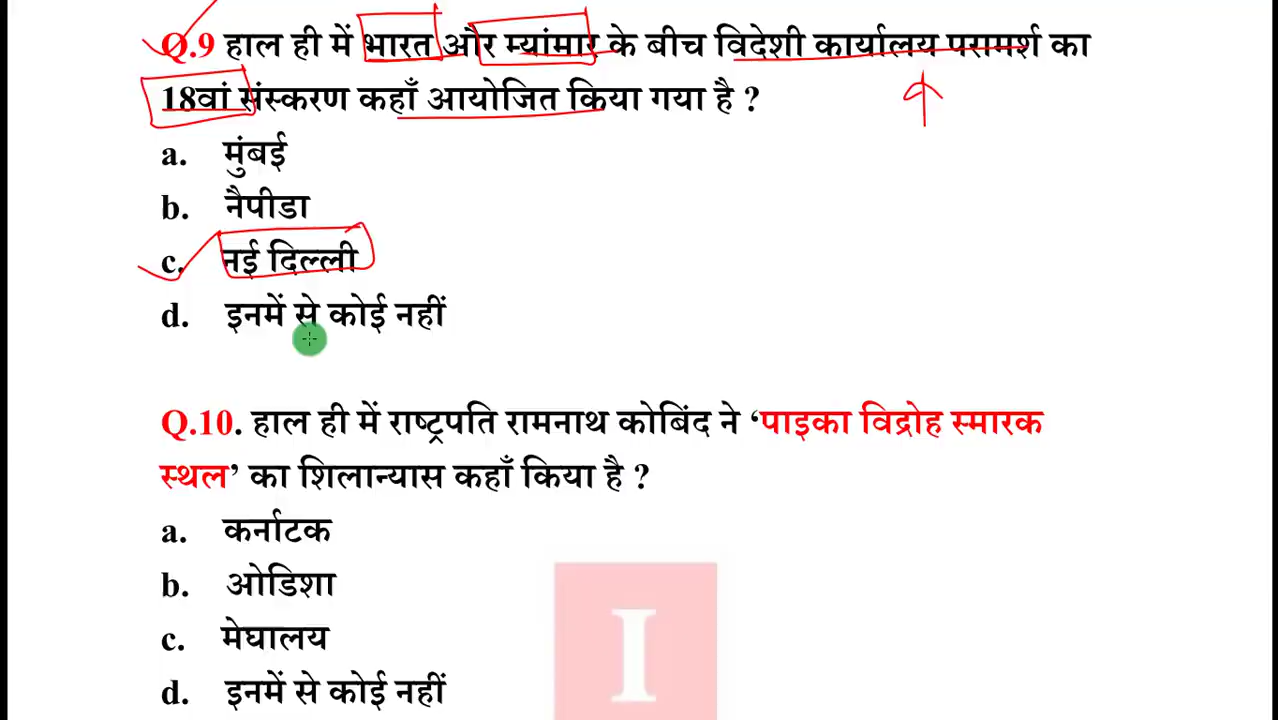 Q.9 हाल ही में भारत और म्यांमार के बीच विदेशी कार्यालय परामर्श का
18वां संस्करण कहाँ आयोजित किया गया है ?
a. मुंबई
b. नैपीडा
c. नई दिल्ली
d. इनमें से कोई नहीं
Q.10. हाल ही में राष्ट्रपति रामनाथ कोबिंद ने ‘पाइका विद्रोह स्मारक
स्थल’ का शिलान्यास कहाँ किया है ?
a. कर्नाटक
b. ओडिशा
c. मेघालय
d. इनमें से कोई नहीं
I